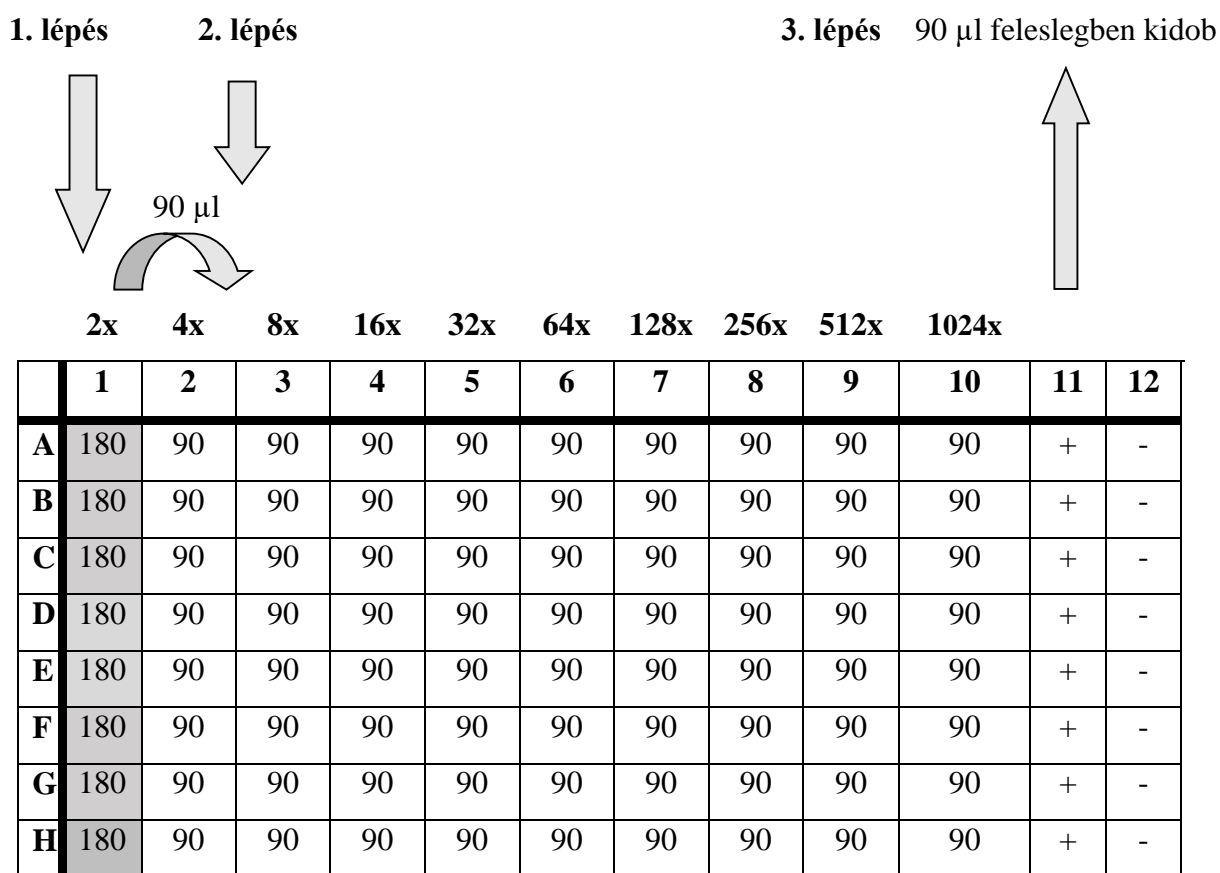 1. lépés 2. lépés 3. lépés 90 µl feleslegben kidob
90 µl
2x 4x 8x 16x 32x 64x 128x 256x 512x 1024x
1 2 3 4 5 6 7 8 9 10 11 12
A 180 90 90 90 90 90 90 90 90 90 + -
B 180 90 90 90 90 90 90 90 90 90 + -
C 180 90 90 90 90 90 90 90 90 90 + -
D 180 90 90 90 90 90 90 90 90 90 + -
E 180 90 90 90 90 90 90 90 90 90 + -
F 180 90 90 90 90 90 90 90 90 90 + -
G 180 90 90 90 90 90 90 90 90 90 + -
H 180 90 90 90 90 90 90 90 90 90 + -